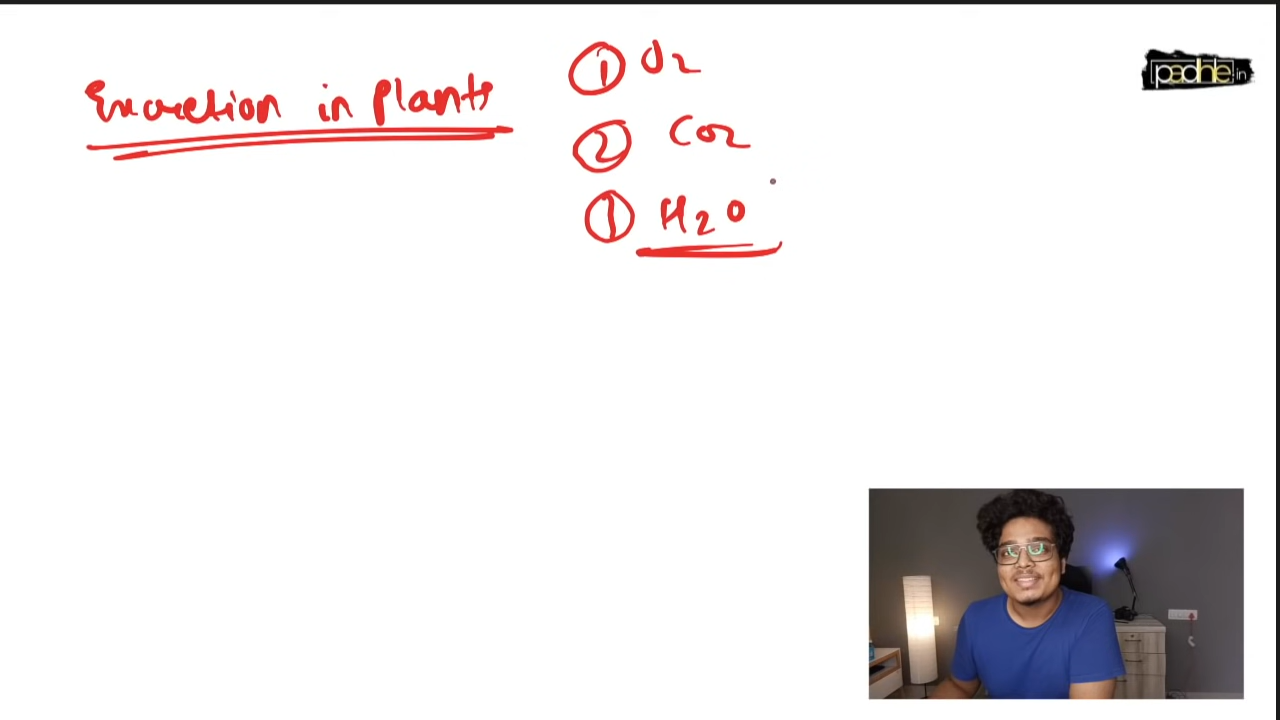 Excretion in Plants
① O2
② CO2
① H2O
padhle.in